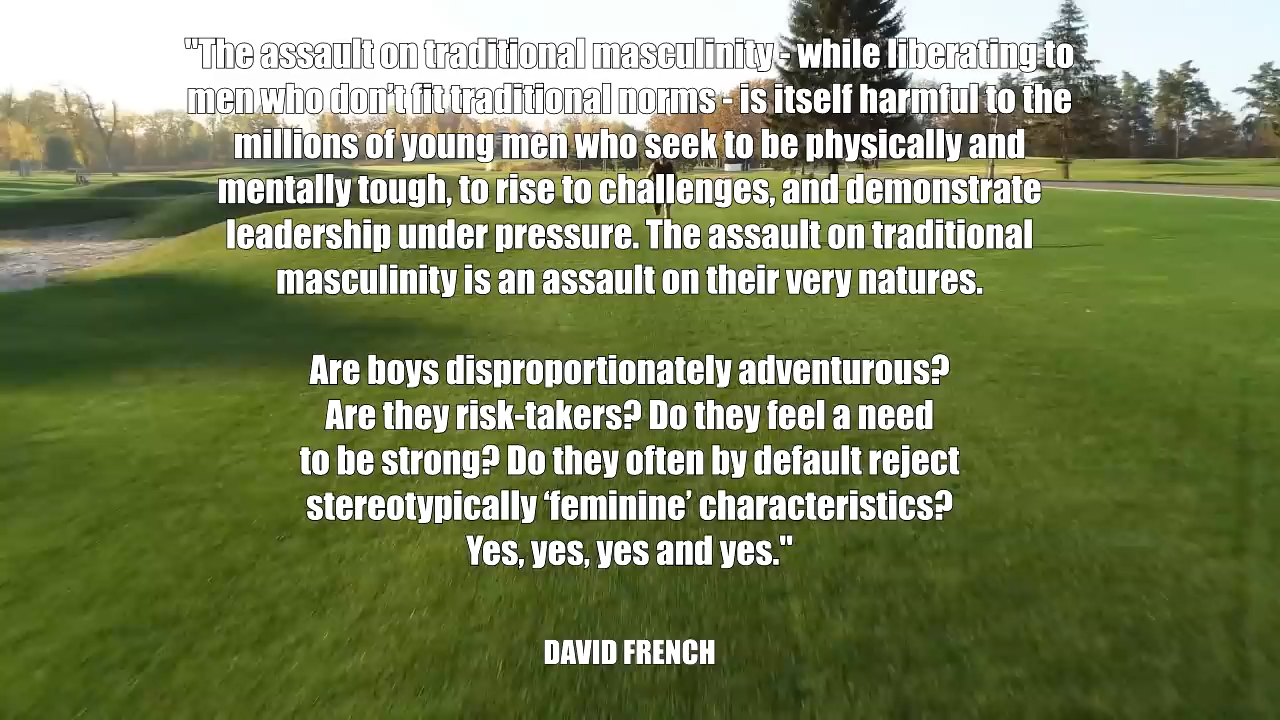 "The assault on traditional masculinity - while liberating to
men who don’t fit traditional norms - is itself harmful to the
millions of young men who seek to be physically and
mentally tough, to rise to challenges, and demonstrate
leadership under pressure. The assault on traditional
masculinity is an assault on their very natures.
Are boys disproportionately adventurous?
Are they risk-takers? Do they feel a need
to be strong? Do they often by default reject
stereotypically ‘feminine’ characteristics?
Yes, yes, yes and yes."
DAVID FRENCH